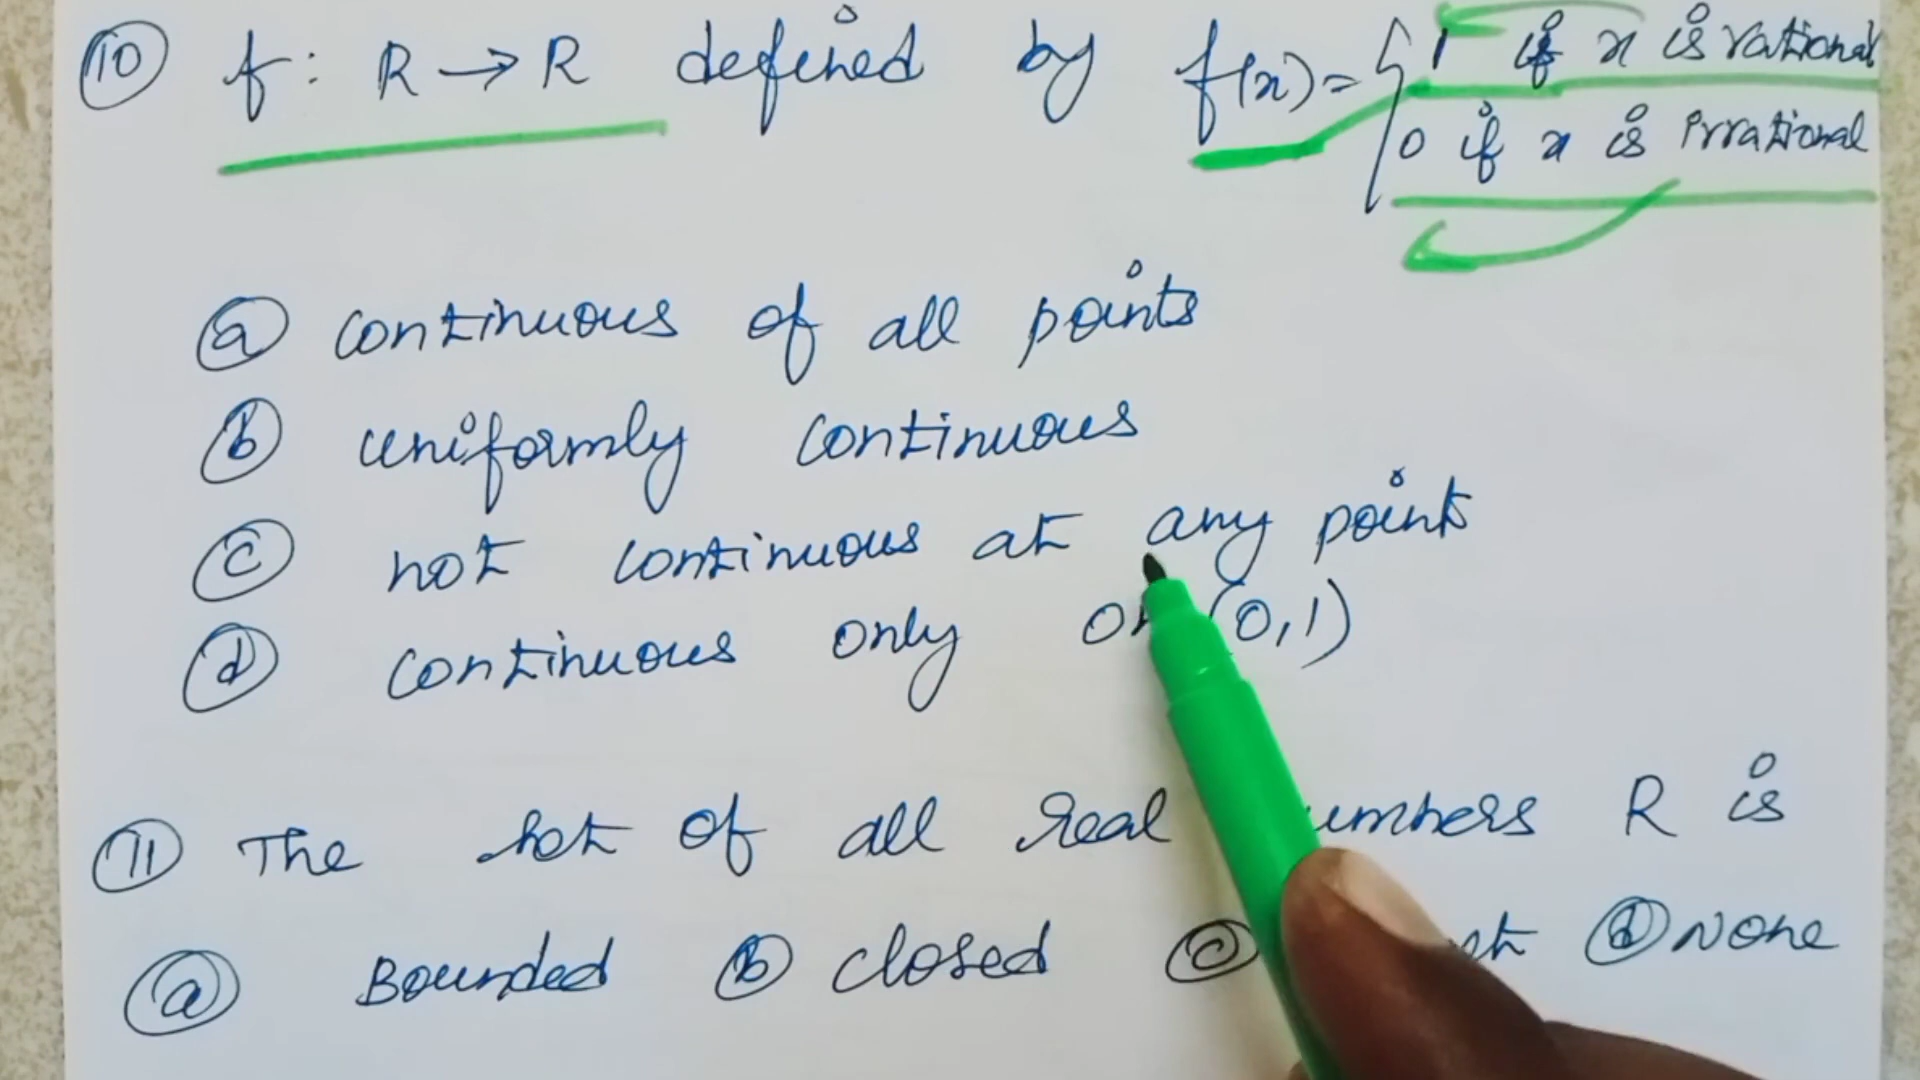 10 f: R → R defined by f(x) = { 1 if x is rational
0 if x is irrational
a continuous of all points
b uniformly continuous
c not continuous at any point
d continuous only on (0,1)
11 The set of all real numbers R is
a Bounded b closed c d None